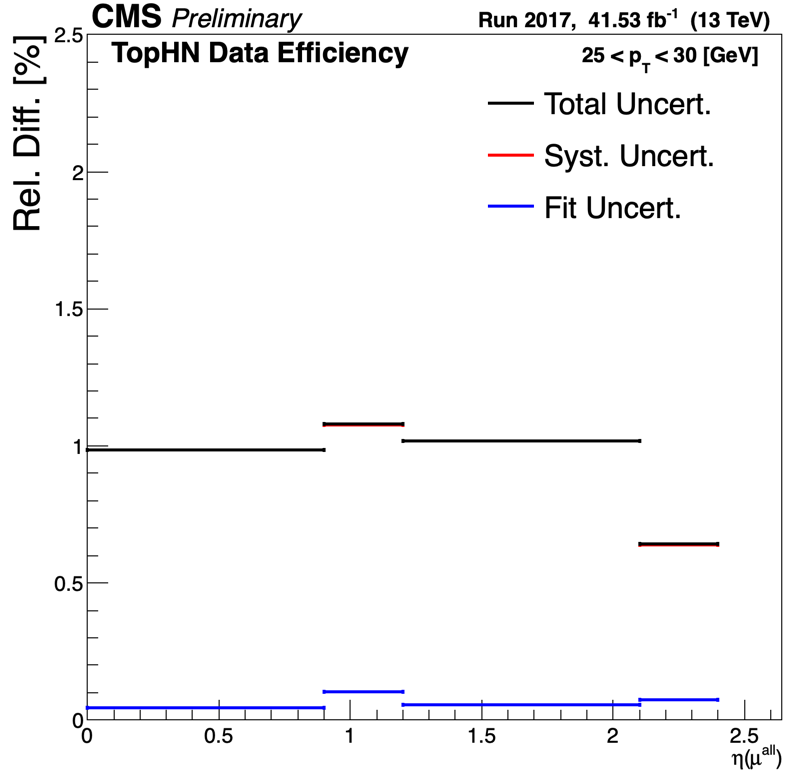 CMS Preliminary
Run 2017, 41.53 fb-1 (13 TeV)
TopHN Data Efficiency
25 < pT < 30 [GeV]
Total Uncert.
Syst. Uncert.
Fit Uncert.
Rel. Diff. [%]
2.5
2
1.5
1
0.5
0
0 0.5 1 1.5 2 2.5
η(μall)